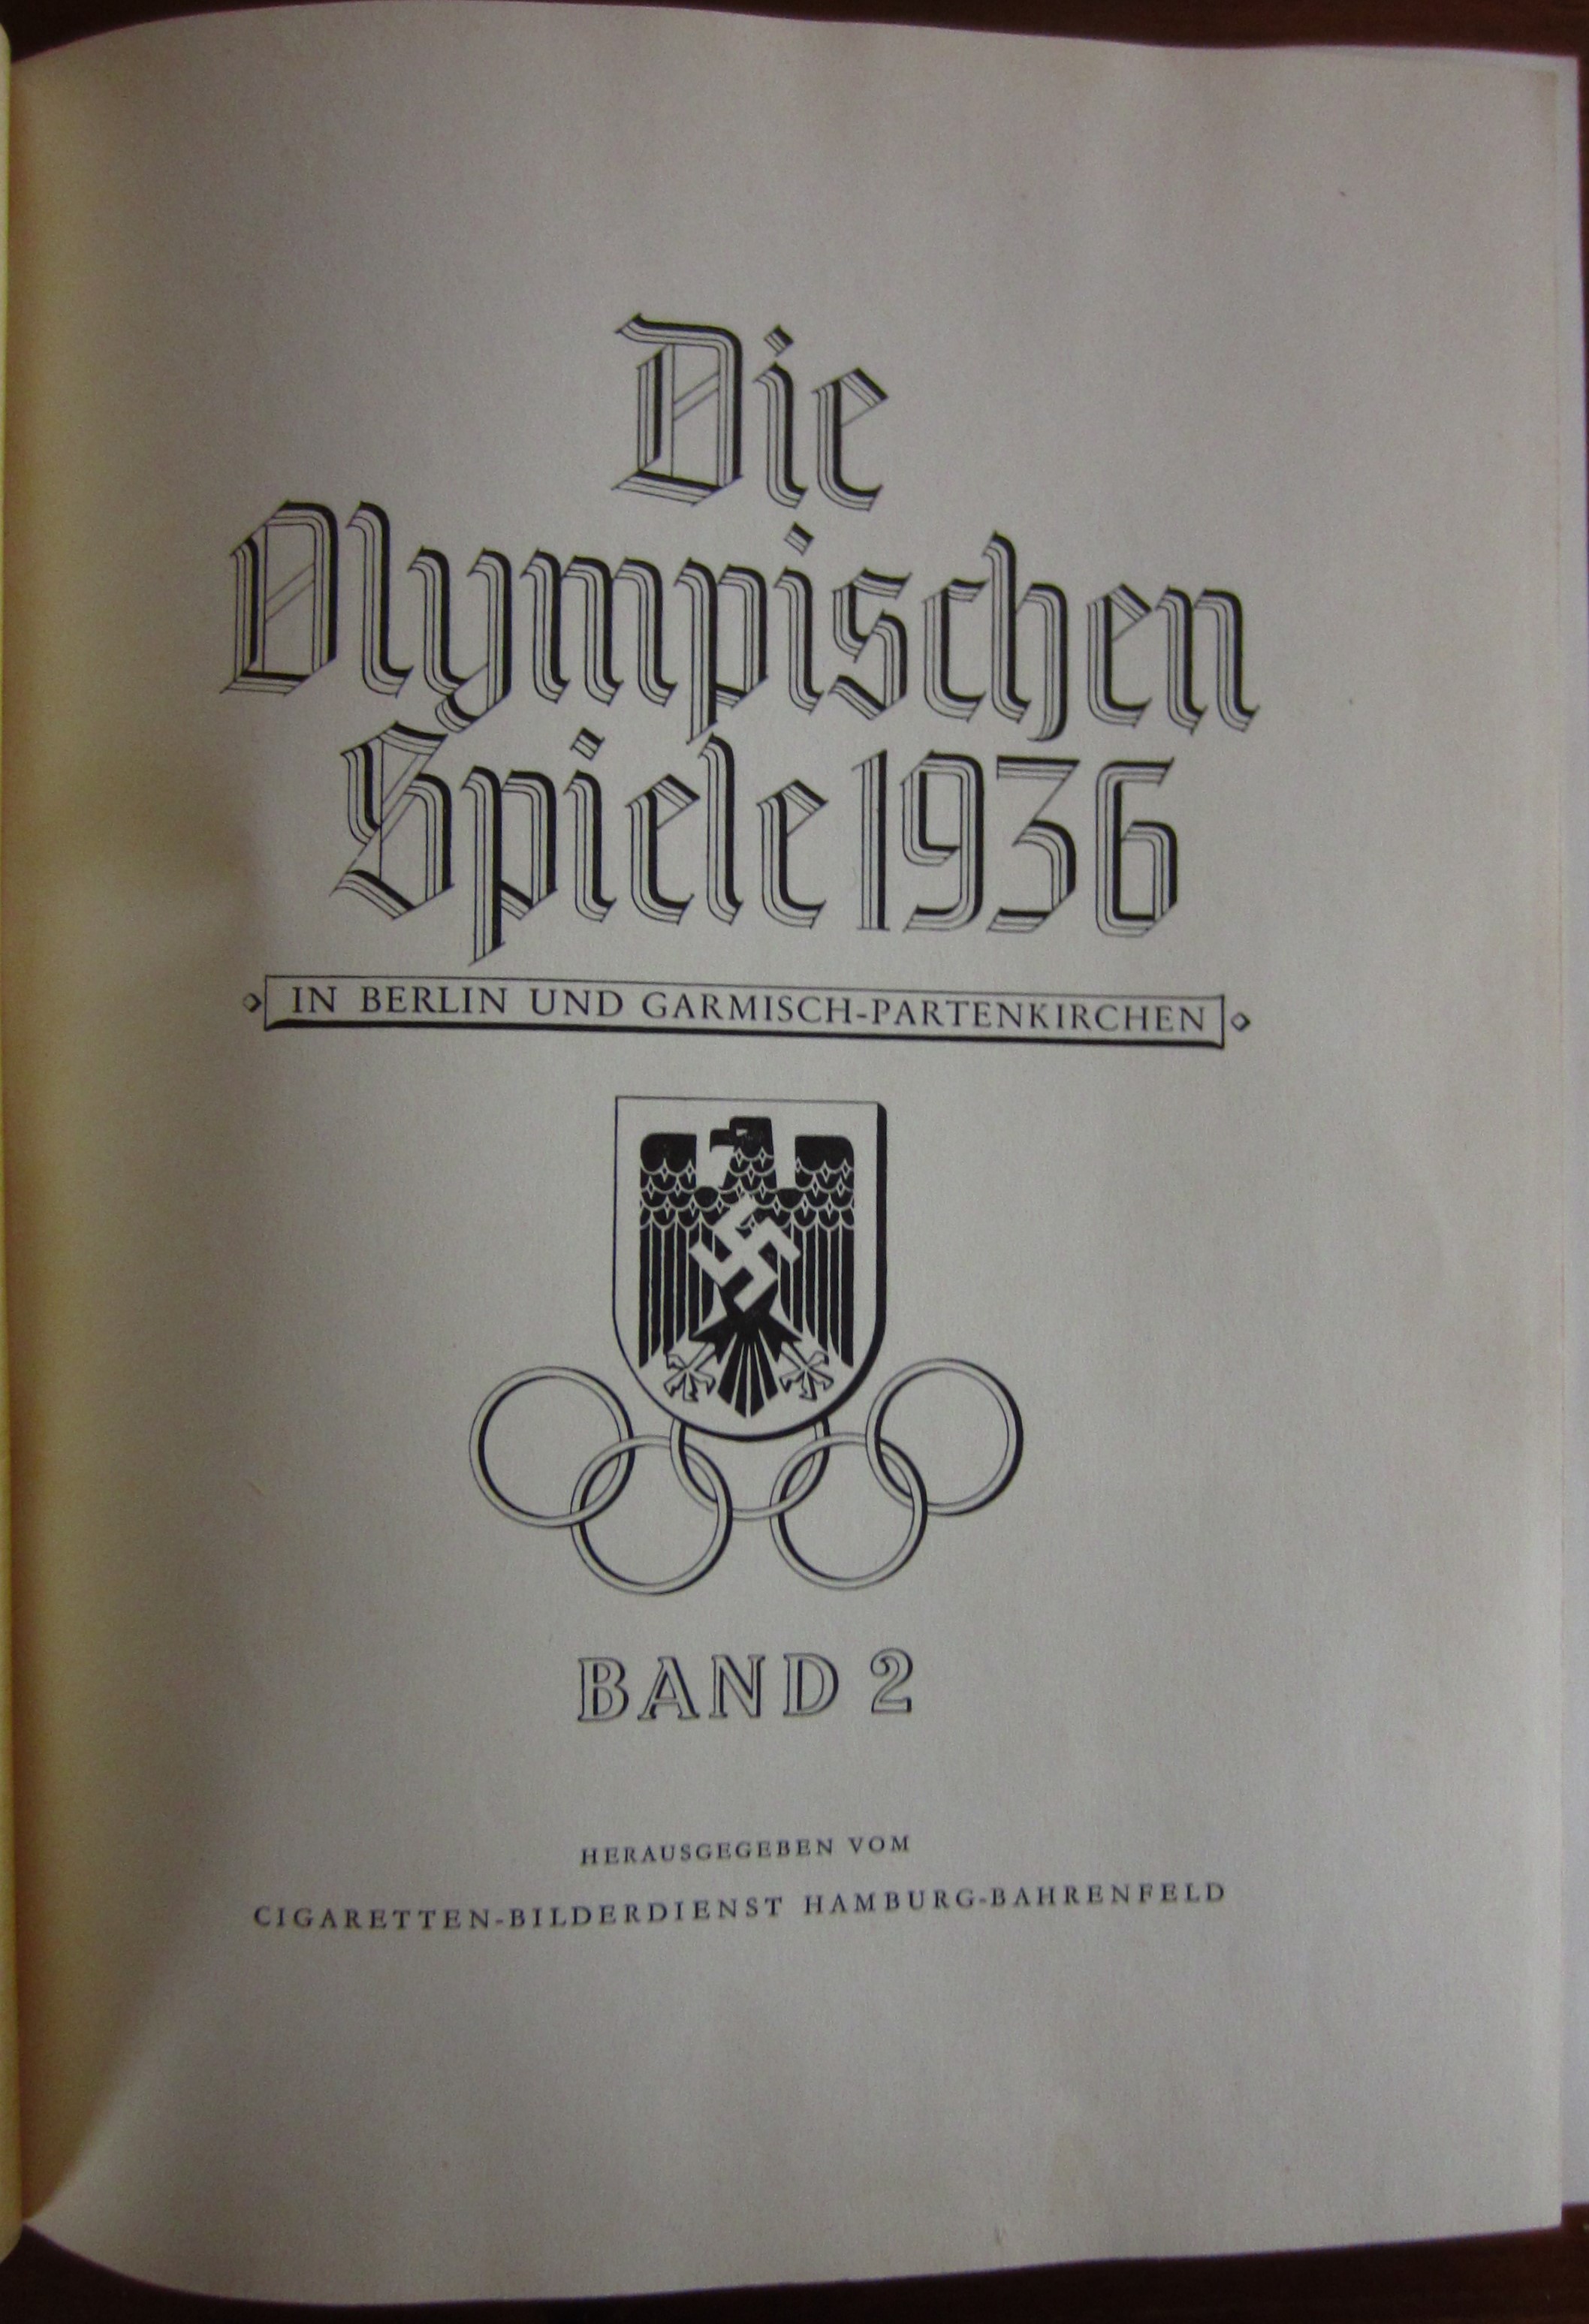 Die
Olympischen
Spiele 1936
IN BERLIN UND GARMISCH-PARTENKIRCHEN
BAND 2
HERAUSGEGEBEN VOM
CIGARETTEN-BILDERDIENST HAMBURG-BAHRENFELD